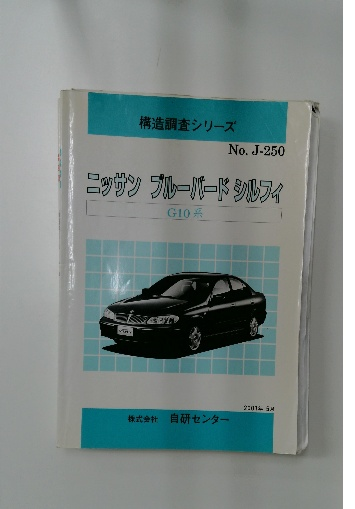 構造調査シリーズ
No. J-250
ニッサン ブルーバード シルフィ
G10系
株式会社 自研センター